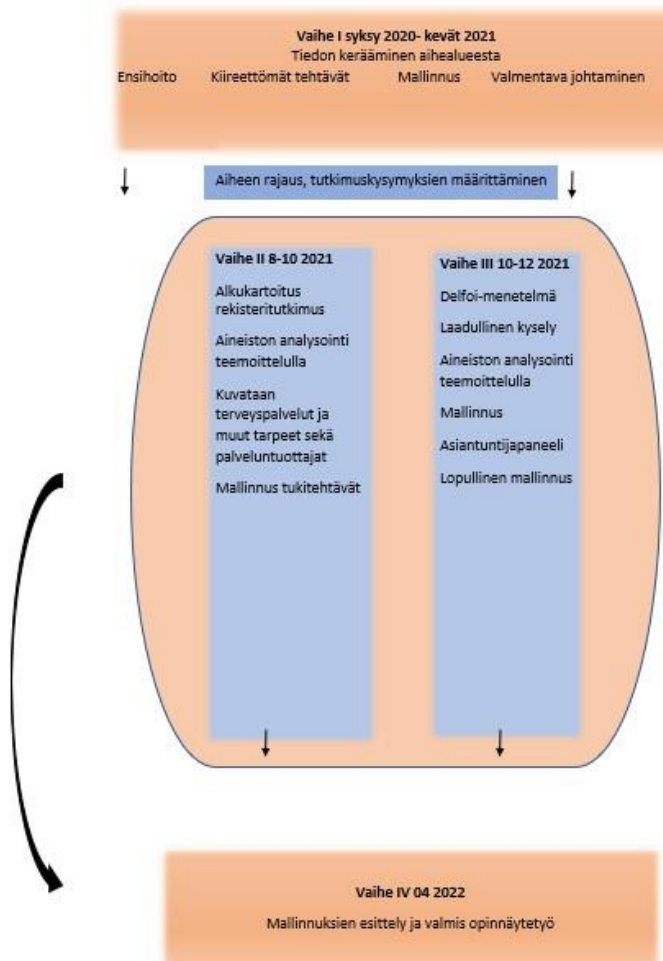 Vaihe I syksy 2020- kevät 2021
Tiedon kerääminen aihealueesta
Ensihoito Kiireettömät tehtävät Mallinnus Valmentava johtaminen
Aiheen rajaus, tutkimuskysymyksien määrittäminen
Vaihe II 8-10 2021
Alkukartoitus
rekisteritutkimus
Aineiston analysointi
teemoittelulla
Kuvataan
terveyspalvelut ja
muut tarpeet sekä
palveluntuottajat
Mallinnus tukitehtävät
Vaihe III 10-12 2021
Delfoi-menetelmä
Laadullinen kysely
Aineiston analysointi
teemoittelulla
Mallinnus
Asiantuntijapaneeli
Lopullinen mallinnus
Vaihe IV 04 2022
Mallinnuksien esittely ja valmis opinnäytetyö